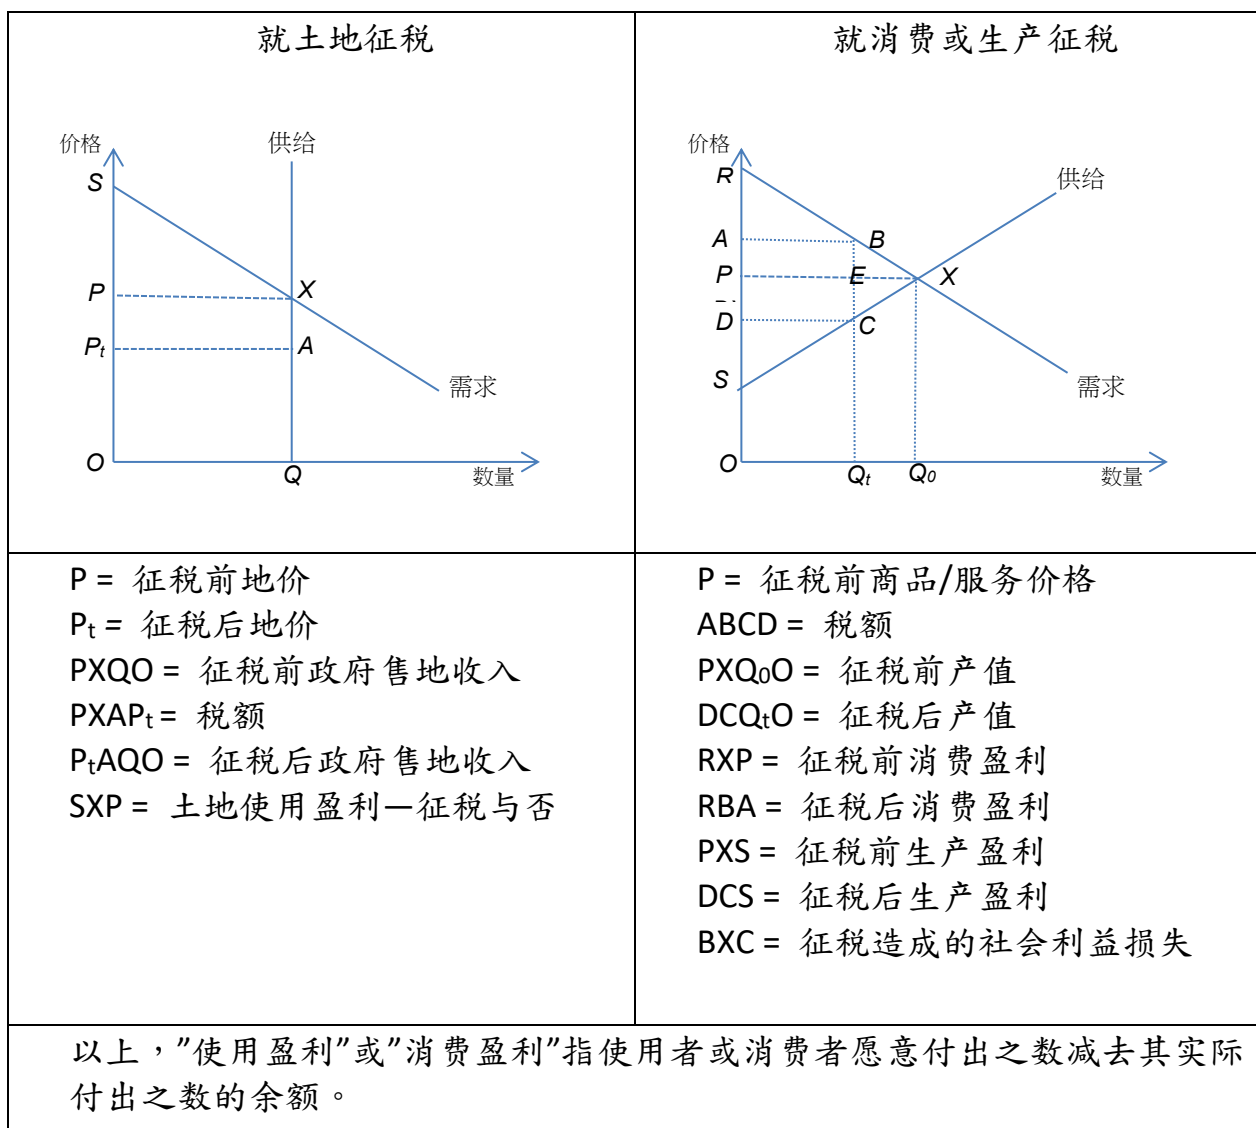 就土地征税
价格
供给
S
P
X
Pt
A
需求
O
Q
数量
就消费或生产征税
价格
R
供给
A
B
P
E
X
D
C
S
需求
O
Qt
Q0
数量
P = 征税前地价
Pt = 征税后地价
PXQO = 征税前政府售地收入
PXAPt = 税额
PtAQO = 征税后政府售地收入
SXP = 土地使用盈利—征税与否
P = 征税前商品/服务价格
ABCD = 税额
PXQ0O = 征税前产值
DCQtO = 征税后产值
RXP = 征税前消费盈利
RBA = 征税后消费盈利
PXS = 征税前生产盈利
DCS = 征税后生产盈利
BXC = 征税造成的社会利益损失
以上，"使用盈利"或"消费盈利"指使用者或消费者愿意付出之数减去其实际
付出之数的余额。